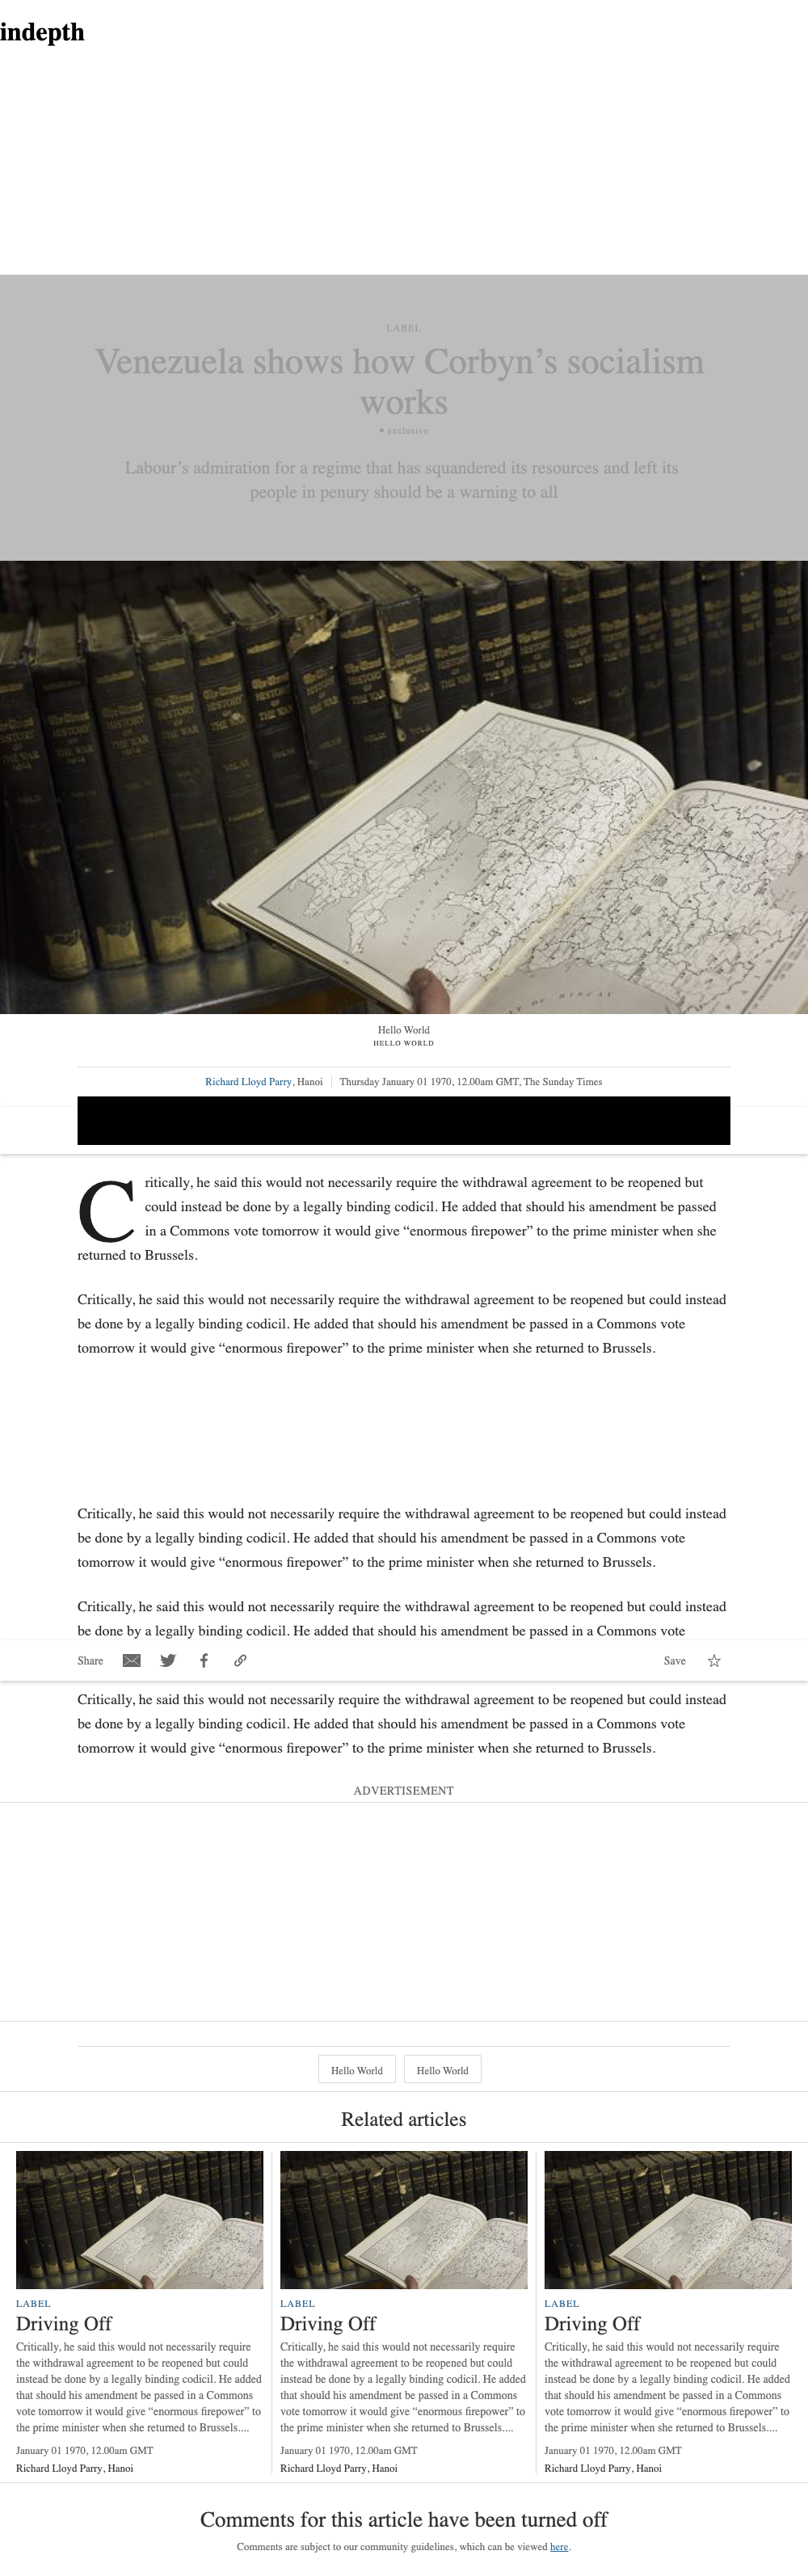 indepth
LABEL
Venezuela shows how Corbyn’s socialism
works
exclusive
Labour’s admiration for a regime that has squandered its resources and left its
people in penury should be a warning to all
Hello World
HELLO WORLD
Richard Lloyd Parry, Hanoi
Thursday January 01 1970, 12.00am GMT, The Sunday Times
Critically, he said this would not necessarily require the withdrawal agreement to be reopened but
could instead be done by a legally binding codicil. He added that should his amendment be passed
in a Commons vote tomorrow it would give “enormous firepower” to the prime minister when she
returned to Brussels.
Critically, he said this would not necessarily require the withdrawal agreement to be reopened but could instead
be done by a legally binding codicil. He added that should his amendment be passed in a Commons vote
tomorrow it would give “enormous firepower” to the prime minister when she returned to Brussels.
Critically, he said this would not necessarily require the withdrawal agreement to be reopened but could instead
be done by a legally binding codicil. He added that should his amendment be passed in a Commons vote
tomorrow it would give “enormous firepower” to the prime minister when she returned to Brussels.
Critically, he said this would not necessarily require the withdrawal agreement to be reopened but could instead
be done by a legally binding codicil. He added that should his amendment be passed in a Commons vote
Share
Save
Critically, he said this would not necessarily require the withdrawal agreement to be reopened but could instead
be done by a legally binding codicil. He added that should his amendment be passed in a Commons vote
tomorrow it would give “enormous firepower” to the prime minister when she returned to Brussels.
ADVERTISEMENT
Hello World
Hello World
Related articles
LABEL
Driving Off
Critically, he said this would not necessarily require
the withdrawal agreement to be reopened but could
instead be done by a legally binding codicil. He added
that should his amendment be passed in a Commons
vote tomorrow it would give “enormous firepower” to
the prime minister when she returned to Brussels....
January 01 1970, 12.00am GMT
Richard Lloyd Parry, Hanoi
LABEL
Driving Off
Critically, he said this would not necessarily require
the withdrawal agreement to be reopened but could
instead be done by a legally binding codicil. He added
that should his amendment be passed in a Commons
vote tomorrow it would give “enormous firepower” to
the prime minister when she returned to Brussels....
January 01 1970, 12.00am GMT
Richard Lloyd Parry, Hanoi
LABEL
Driving Off
Critically, he said this would not necessarily require
the withdrawal agreement to be reopened but could
instead be done by a legally binding codicil. He added
that should his amendment be passed in a Commons
vote tomorrow it would give “enormous firepower” to
the prime minister when she returned to Brussels....
January 01 1970, 12.00am GMT
Richard Lloyd Parry, Hanoi
Comments for this article have been turned off
Comments are subject to our community guidelines, which can be viewed here.